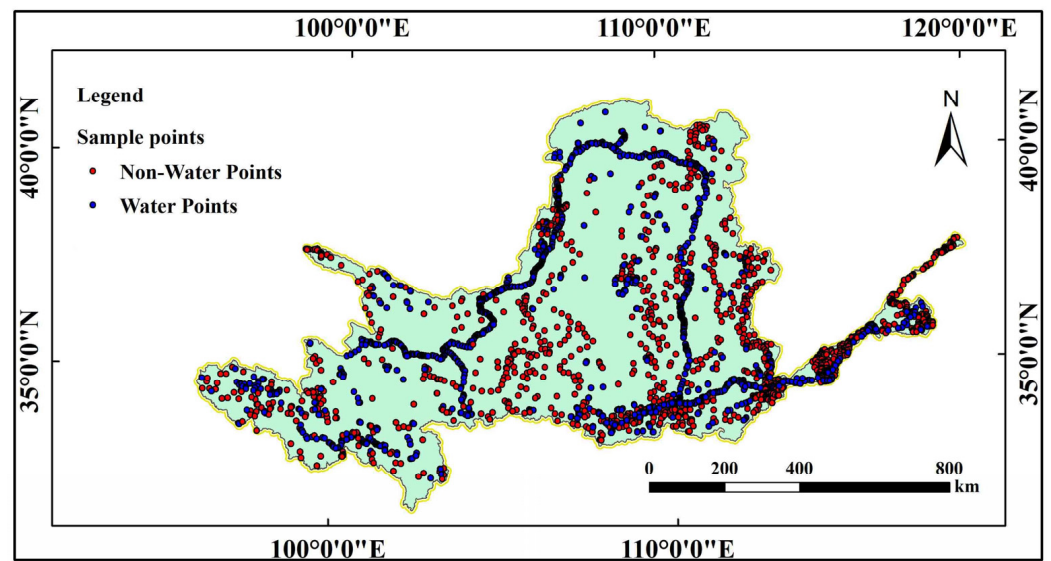 100°0'0"E 110°0'0"E 120°0'0"E
Legend
N
Sample points
40°0'0"N 40°0'0"N
Non-Water Points
Water Points
35°0'0"N 35°0'0"N
0 200 400 800
km
100°0'0"E 110°0'0"E